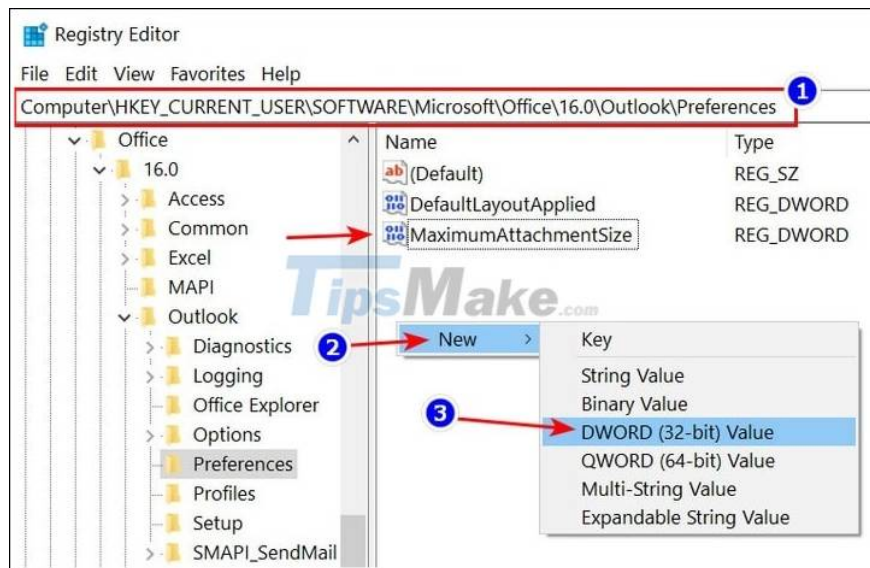 Registry Editor
File Edit View Favorites Help
Computer\HKEY_CURRENT_USER\SOFTWARE\Microsoft\Office\16.0\Outlook\Preferences
1
Office
16.0
Access
Common
Excel
MAPI
Outlook
Diagnostics
Logging
Office Explorer
Options
Preferences
Profiles
Setup
SMAPI_SendMail
Name Type
ab (Default) REG_SZ
DefaultLayoutApplied REG_DWORD
MaximumAttachmentSize REG_DWORD
TipsMake.com
2
New >
3
Key
String Value
Binary Value
DWORD (32-bit) Value
QWORD (64-bit) Value
Multi-String Value
Expandable String Value